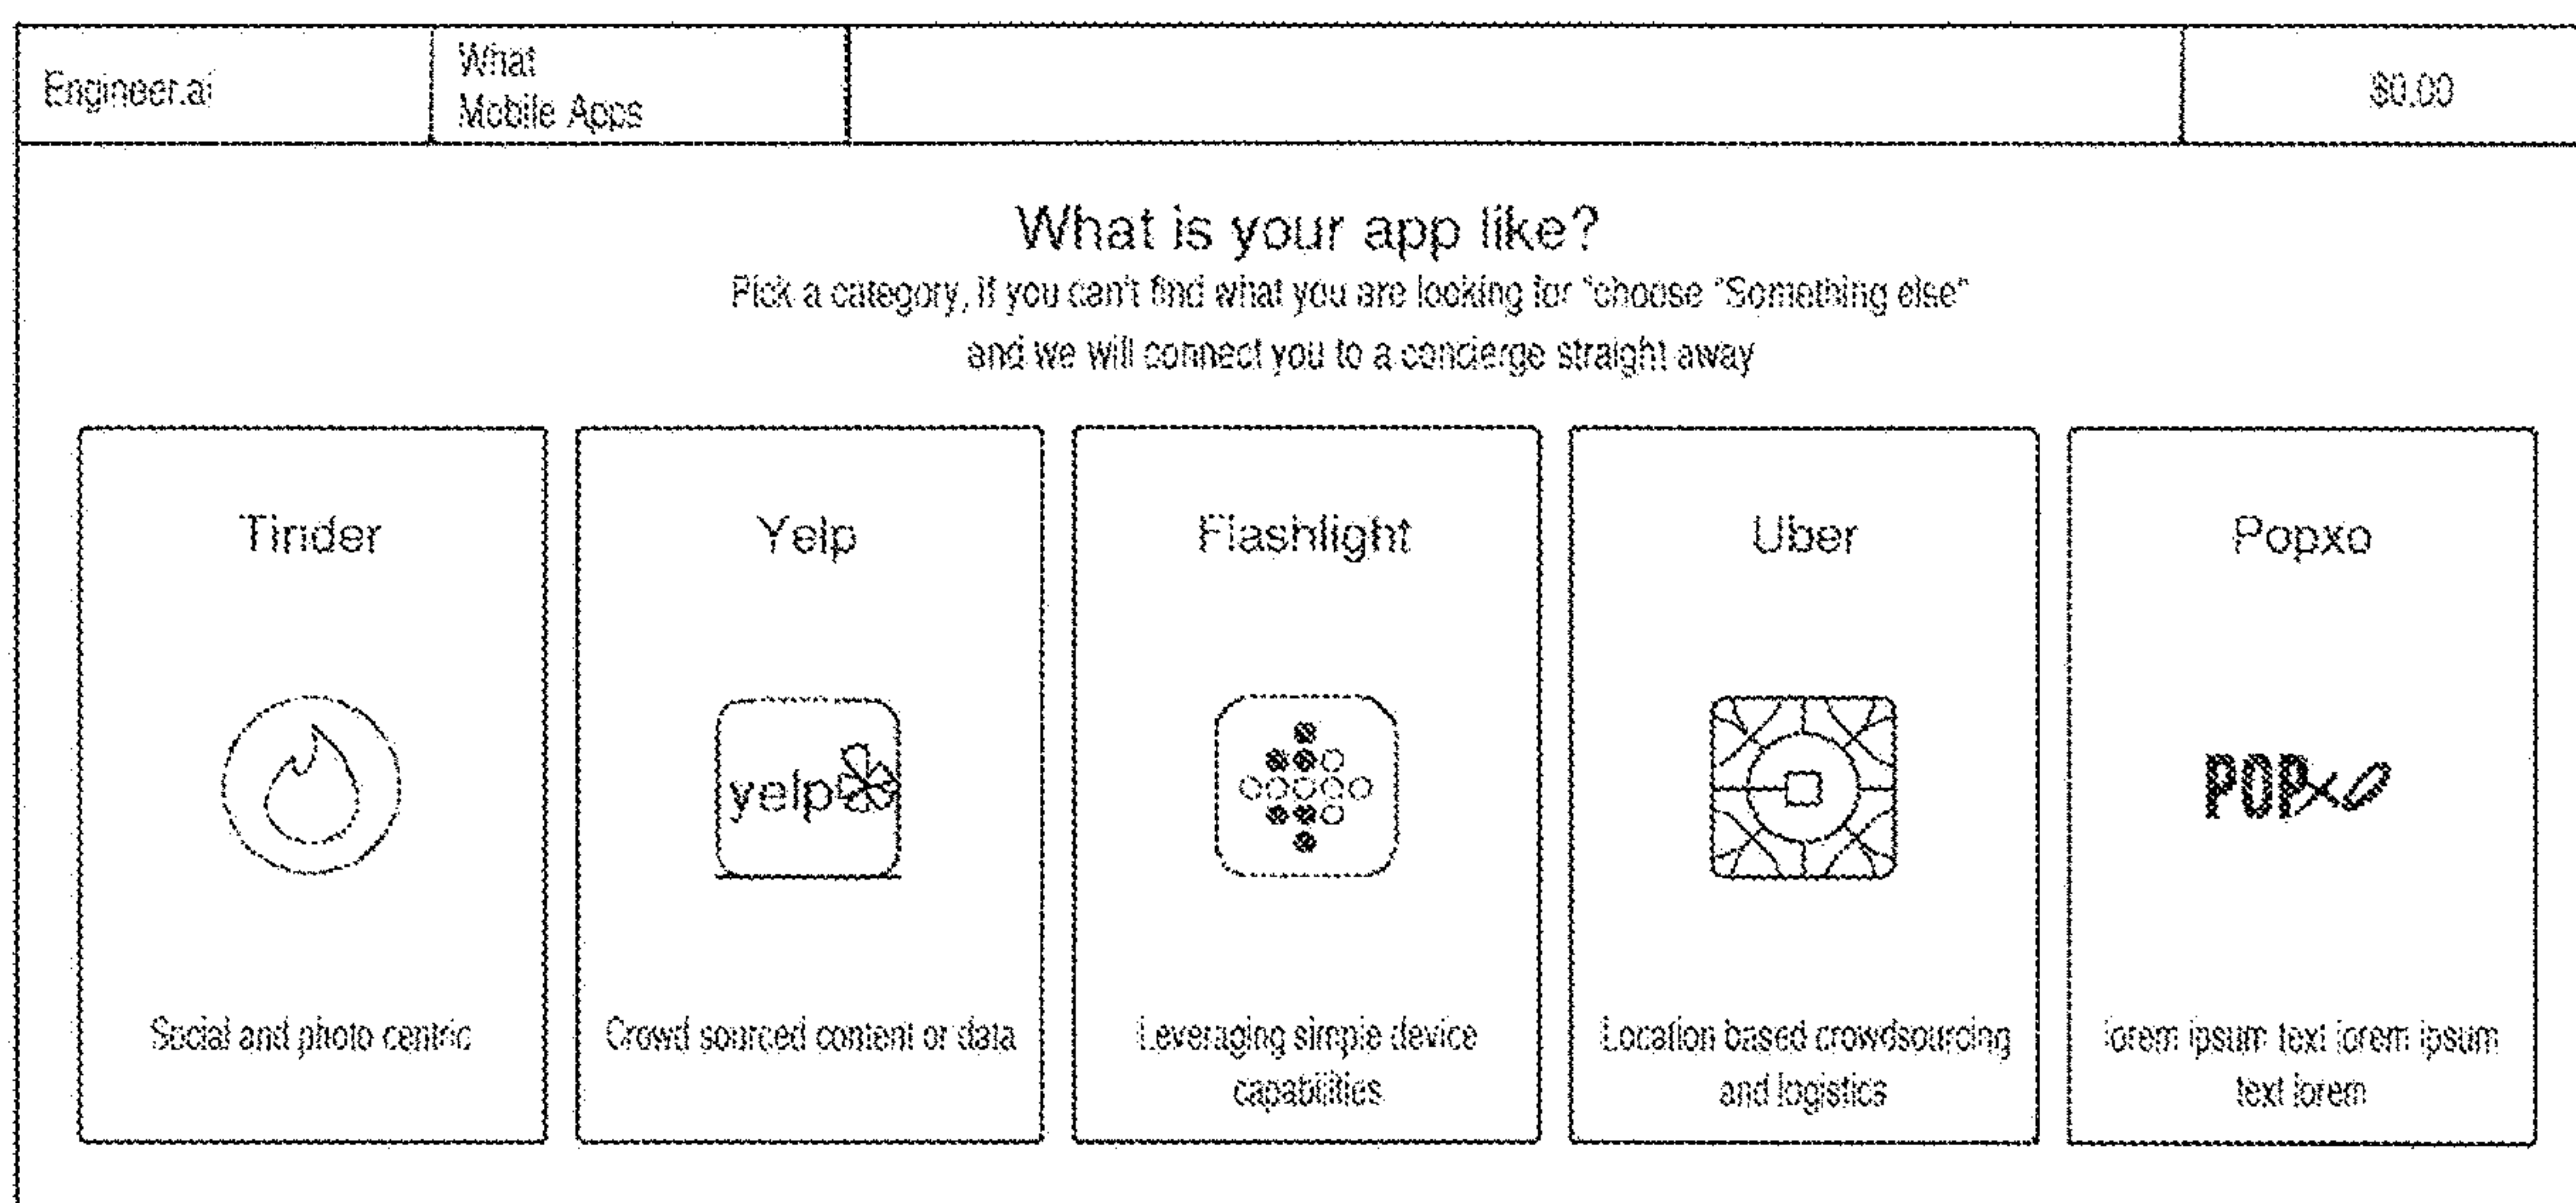 Engineer.ai
What
Mobile Apps
$0.00
What is your app like?
Pick a category, if you can't find what you are looking for "choose "Something else"
and we will connect you to a concierge straight away
Tinder
Yelp
Flashlight
Uber
Popxo
yelp
POPxo
Social and photo centric
Crowd sourced content or data
Leveraging simple device
capabilities
Location based crowdsourcing
and logistics
lorem ipsum text lorem ipsum
text lorem